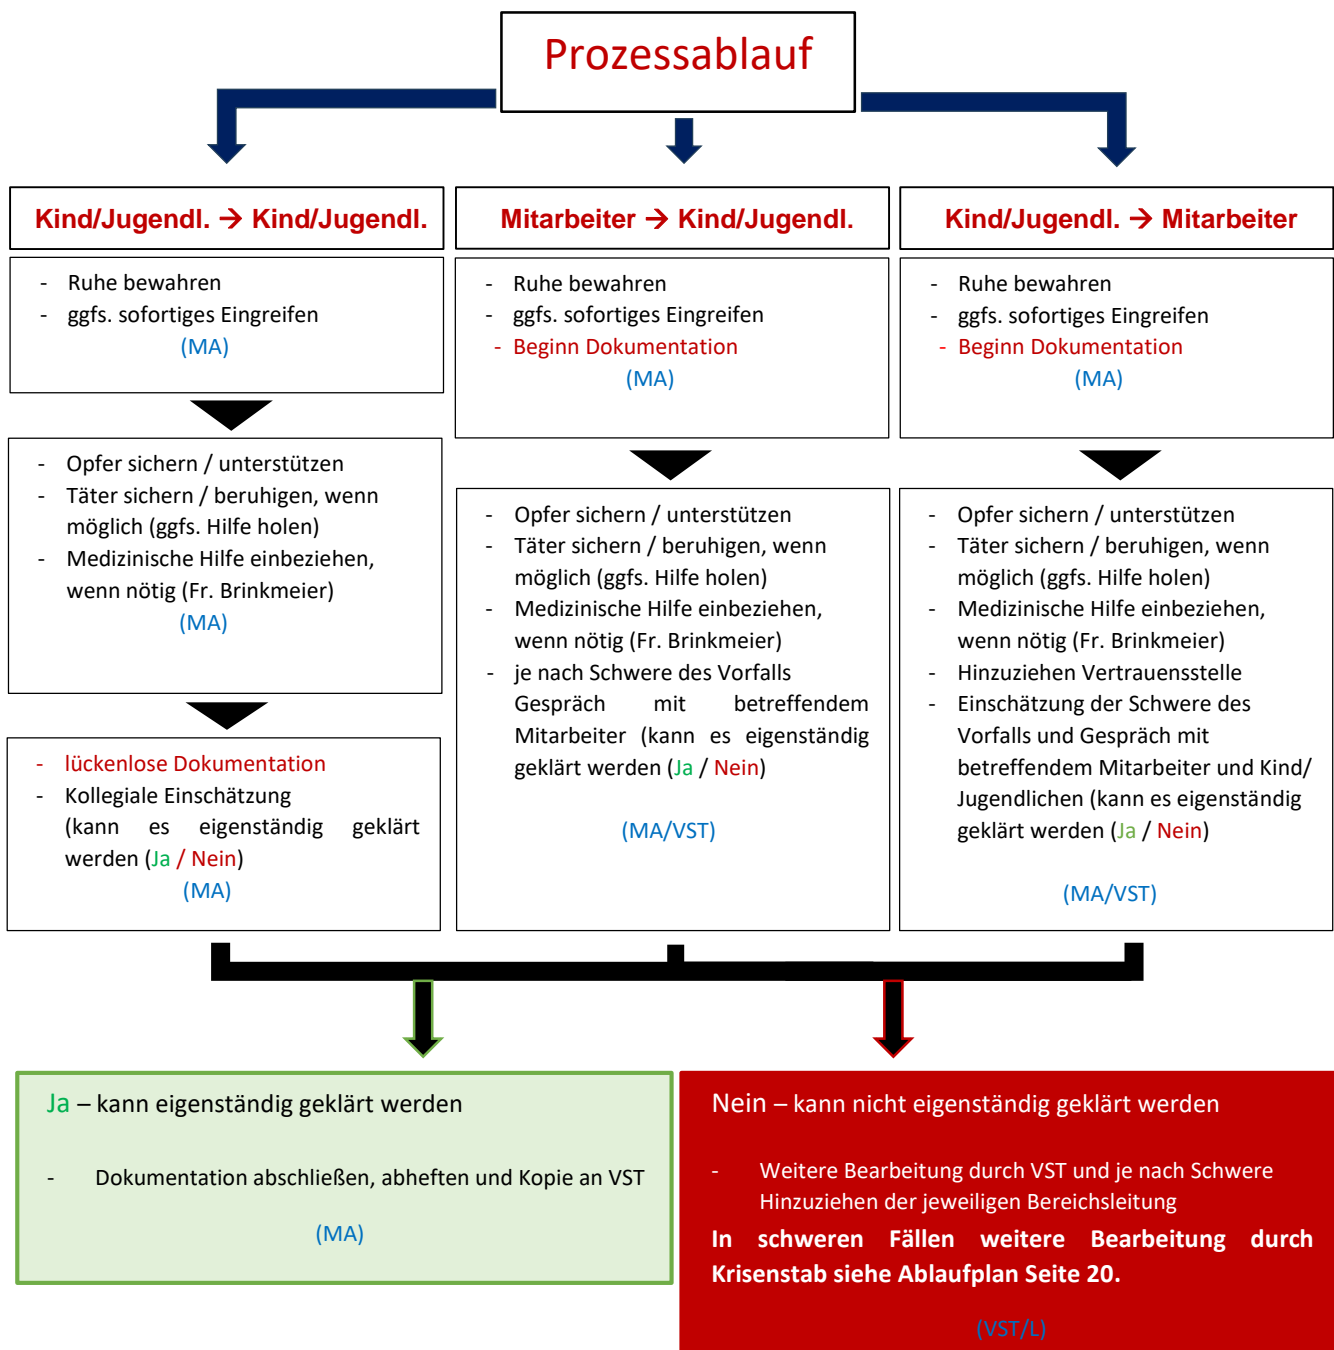 Prozessablauf
Kind/Jugendl. → Kind/Jugendl.
- Ruhe bewahren
- ggfs. sofortiges Eingreifen
(MA)
- Opfer sichern / unterstützen
- Täter sichern / beruhigen, wenn
möglich (ggfs. Hilfe holen)
- Medizinische Hilfe einbeziehen,
wenn nötig (Fr. Brinkmeier)
(MA)
- lückenlose Dokumentation
- Kollegiale Einschätzung
(kann es eigenständig geklärt
werden (Ja / Nein)
(MA)
Mitarbeiter → Kind/Jugendl.
- Ruhe bewahren
- ggfs. sofortiges Eingreifen
- Beginn Dokumentation
(MA)
- Opfer sichern / unterstützen
- Täter sichern / beruhigen, wenn
möglich (ggfs. Hilfe holen)
- Medizinische Hilfe einbeziehen,
wenn nötig (Fr. Brinkmeier)
- je nach Schwere des Vorfalls
Gespräch mit betreffendem
Mitarbeiter (kann es eigenständig
geklärt werden (Ja / Nein)
(MA/VST)
Kind/Jugendl. → Mitarbeiter
- Ruhe bewahren
- ggfs. sofortiges Eingreifen
- Beginn Dokumentation
(MA)
- Opfer sichern / unterstützen
- Täter sichern / beruhigen, wenn
möglich (ggfs. Hilfe holen)
- Medizinische Hilfe einbeziehen,
wenn nötig (Fr. Brinkmeier)
- Hinzuziehen Vertrauensstelle
- Einschätzung der Schwere des
Vorfalls und Gespräch mit
betreffendem Mitarbeiter und Kind/
Jugendlichen (kann es eigenständig
geklärt werden (Ja / Nein)
(MA/VST)
Ja – kann eigenständig geklärt werden
- Dokumentation abschließen, abheften und Kopie an VST
(MA)
Nein – kann nicht eigenständig geklärt werden
- Weitere Bearbeitung durch VST und je nach Schwere
Hinzuziehen der jeweiligen Bereichsleitung
In schweren Fällen weitere Bearbeitung durch
Krisenstab siehe Ablaufplan Seite 20.
(VST/L)